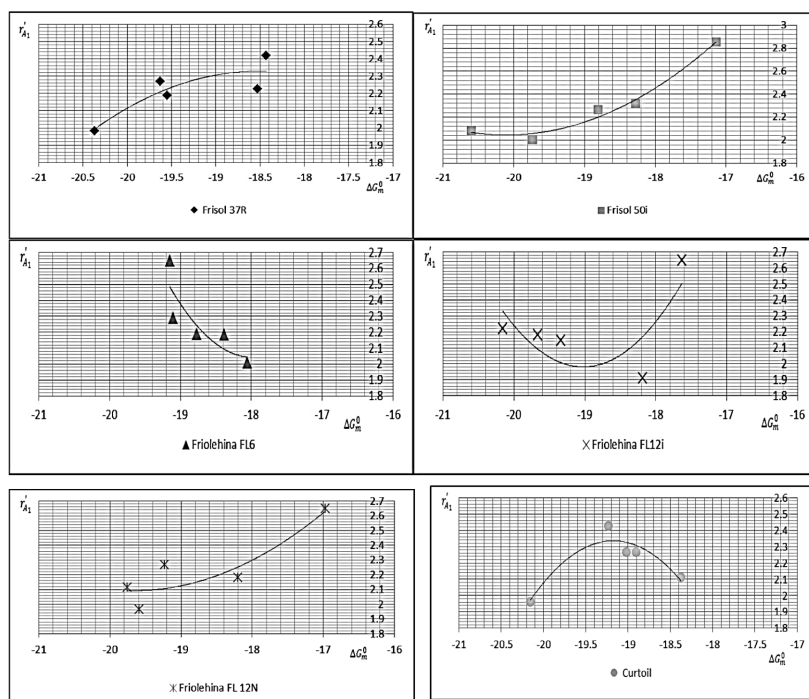 r'A1
2.6
2.5
2.4
2.3
2.2
2.1
2
1.9
1.8
-21 -20.5 -20 -19.5 -19 -18.5 -18 -17.5 -17
ΔG⁰m
◆ Frisol 37R
r'A1
3
2.8
2.6
2.4
2.2
2
1.8
-21 -20 -19 -18 -17 -16
ΔG⁰m
■ Frisol 50i
r'A1
2.7
2.6
2.5
2.4
2.3
2.2
2.1
2
1.9
1.8
-21 -20 -19 -18 -17 -16
ΔG⁰m
▲ Friolehina FL6
r'A1
2.7
2.6
2.5
2.4
2.3
2.2
2.1
2
1.9
1.8
-21 -20 -19 -18 -17 -16
ΔG⁰m
✕ Friolehina FL12i
r'A1
2.7
2.6
2.5
2.4
2.3
2.2
2.1
2
1.9
1.8
-21 -20 -19 -18 -17 -16
ΔG⁰m
Friolehina FL 12N
r'A1
2.6
2.5
2.4
2.3
2.2
2.1
2
1.9
1.8
-21 -20.5 -20 -19.5 -19 -18.5 -18 -17.5 -17
ΔG⁰m
● Curtoil